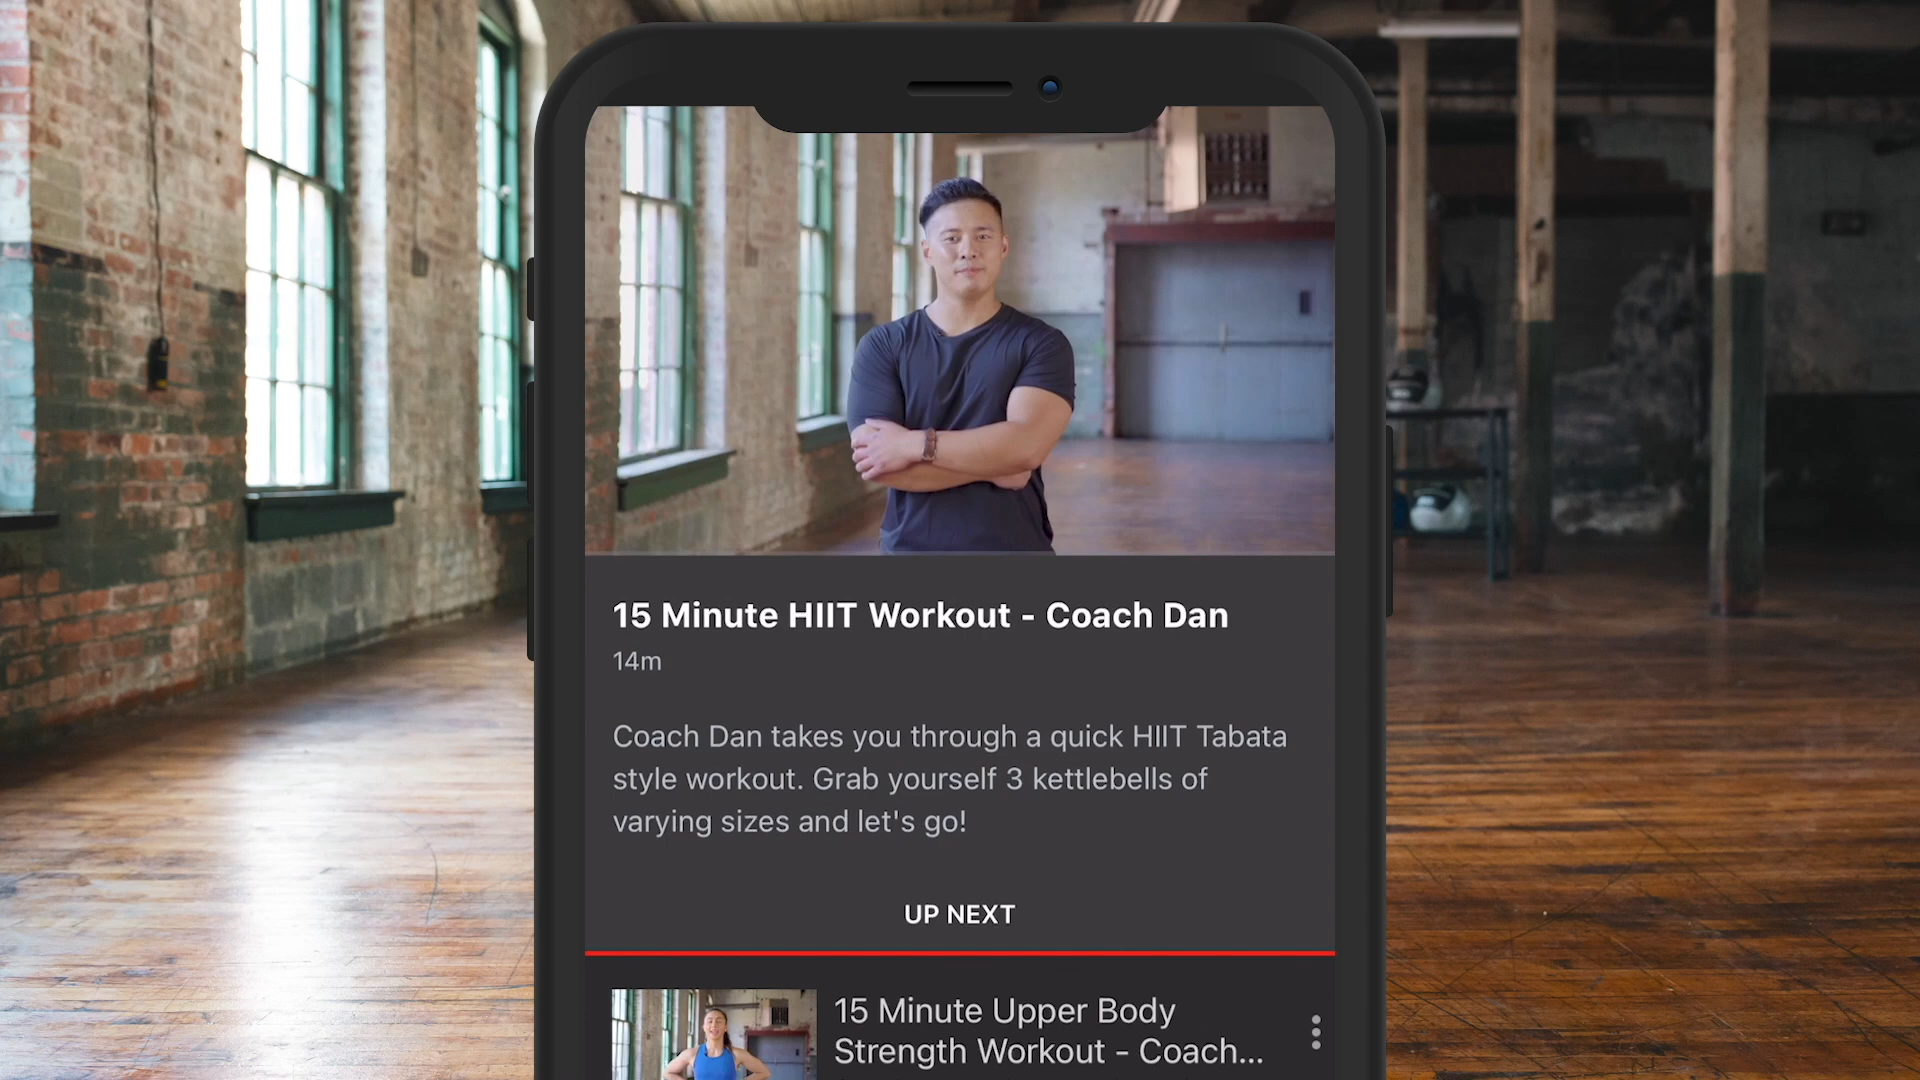 15 Minute HIIT Workout - Coach Dan
14m
Coach Dan takes you through a quick HIIT Tabata
style workout. Grab yourself 3 kettlebells of
varying sizes and let's go!
UP NEXT
15 Minute Upper Body
Strength Workout - Coach...